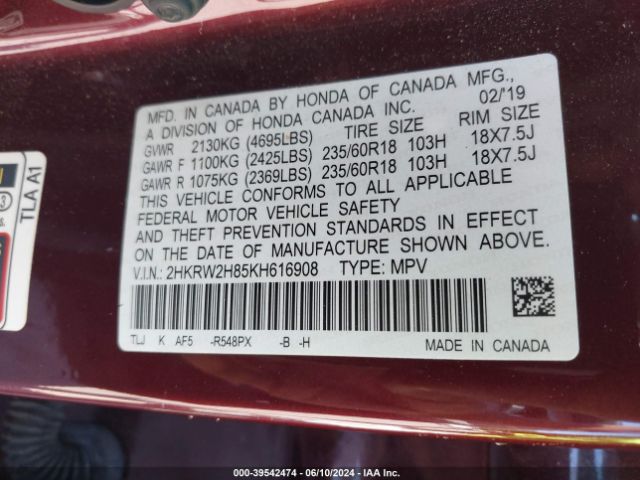 MFD. IN CANADA BY HONDA OF CANADA MFG.,
A DIVISION OF HONDA CANADA INC. 02/'19
GVWR 2130KG (4695LBS) TIRE SIZE RIM SIZE
GAWR F 1100KG (2425LBS) 235/60R18 103H 18X7.5J
GAWR R 1075KG (2369LBS) 235/60R18 103H 18X7.5J
THIS VEHICLE CONFORMS TO ALL APPLICABLE
FEDERAL MOTOR VEHICLE SAFETY
AND THEFT PREVENTION STANDARDS IN EFFECT
ON THE DATE OF MANUFACTURE SHOWN ABOVE.
V.I.N.: 2HKRW2H85KH616908 TYPE: MPV
TLJ K AF5 -R548PX -B -H MADE IN CANADA
TLA A1
000-39542474 - 06/10/2024 - IAA Inc.